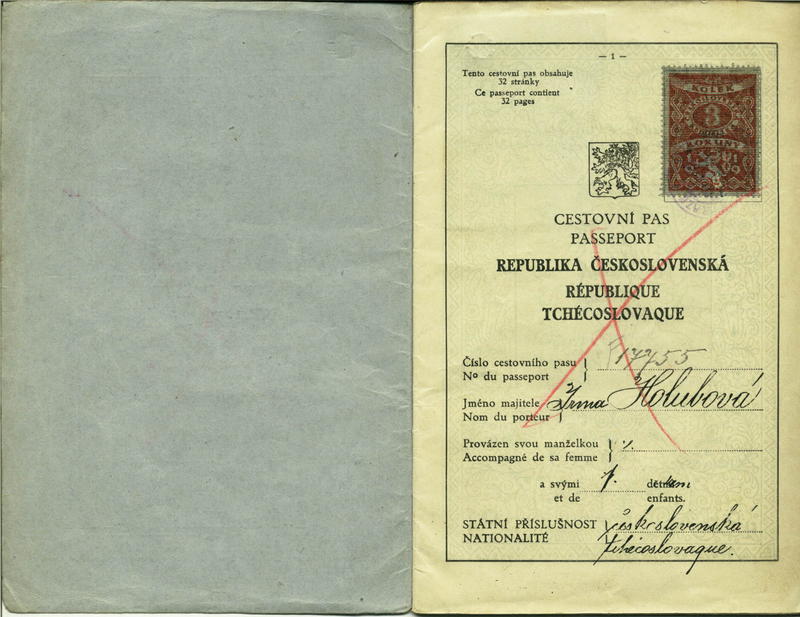 — 1 —
Tento cestovní pas obsahuje
32 stránky
Ce passeport contient
32 pages
KOLEK
3
KORUNY
CESTOVNÍ PAS
PASSEPORT
REPUBLIKA ČESKOSLOVENSKÁ
RÉPUBLIQUE
TCHÉCOSLOVAQUE
Číslo cestovního pasu } 17755
No du passeport
Jméno majitele } Irma Holubová
Nom du porteur
Provázen svou manželkou }
Accompagné de sa femme
a svými
et de enfants.
STÁTNÍ PŘÍSLUŠNOST } československá
NATIONALITÉ tchécoslovaque.